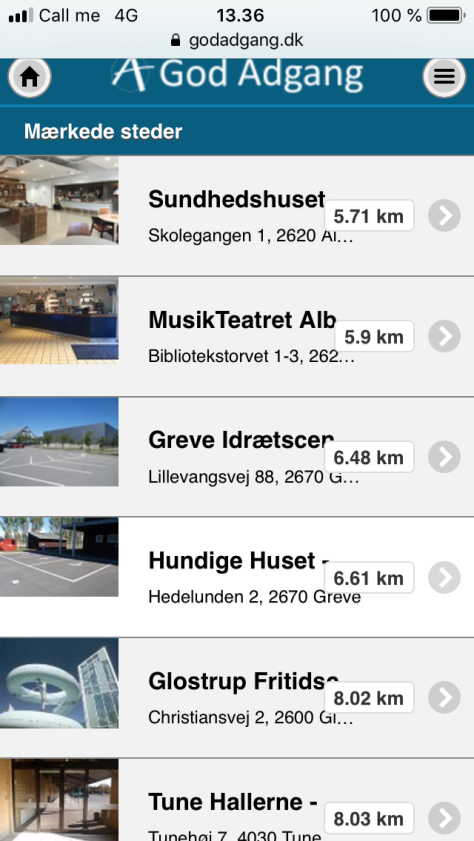 Call me 4G 13.36 100 %
godadgang.dk
God Adgang
Mærkede steder
Sundhedshuset
5.71 km
Skolegangen 1, 2620 Al…
MusikTeatret Alb
5.9 km
Bibliotekstorvet 1-3, 262…
Greve Idrætscen
6.48 km
Lillevangsvej 88, 2670 G…
Hundige Huset -
6.61 km
Hedelunden 2, 2670 Greve
Glostrup Fritidsc
8.02 km
Christiansvej 2, 2600 Gl…
Tune Hallerne -
8.03 km
Tunehøj 7, 4030 Tune